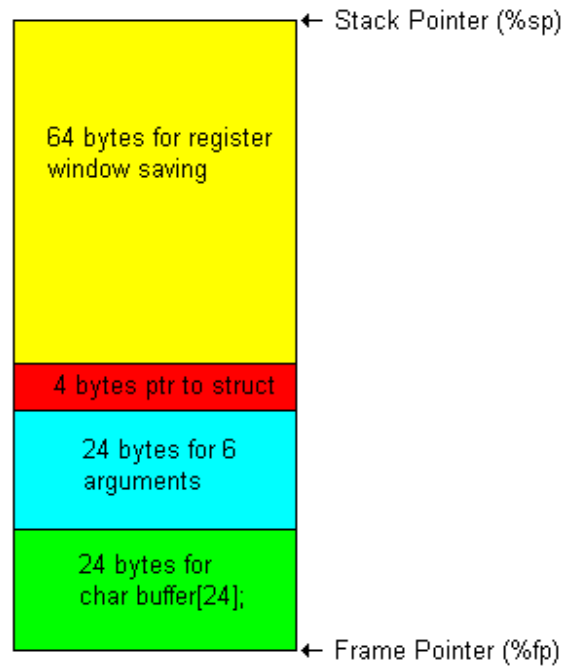 ← Stack Pointer (%sp)
64 bytes for register
window saving
4 bytes ptr to struct
24 bytes for 6
arguments
24 bytes for
char buffer[24];
← Frame Pointer (%fp)